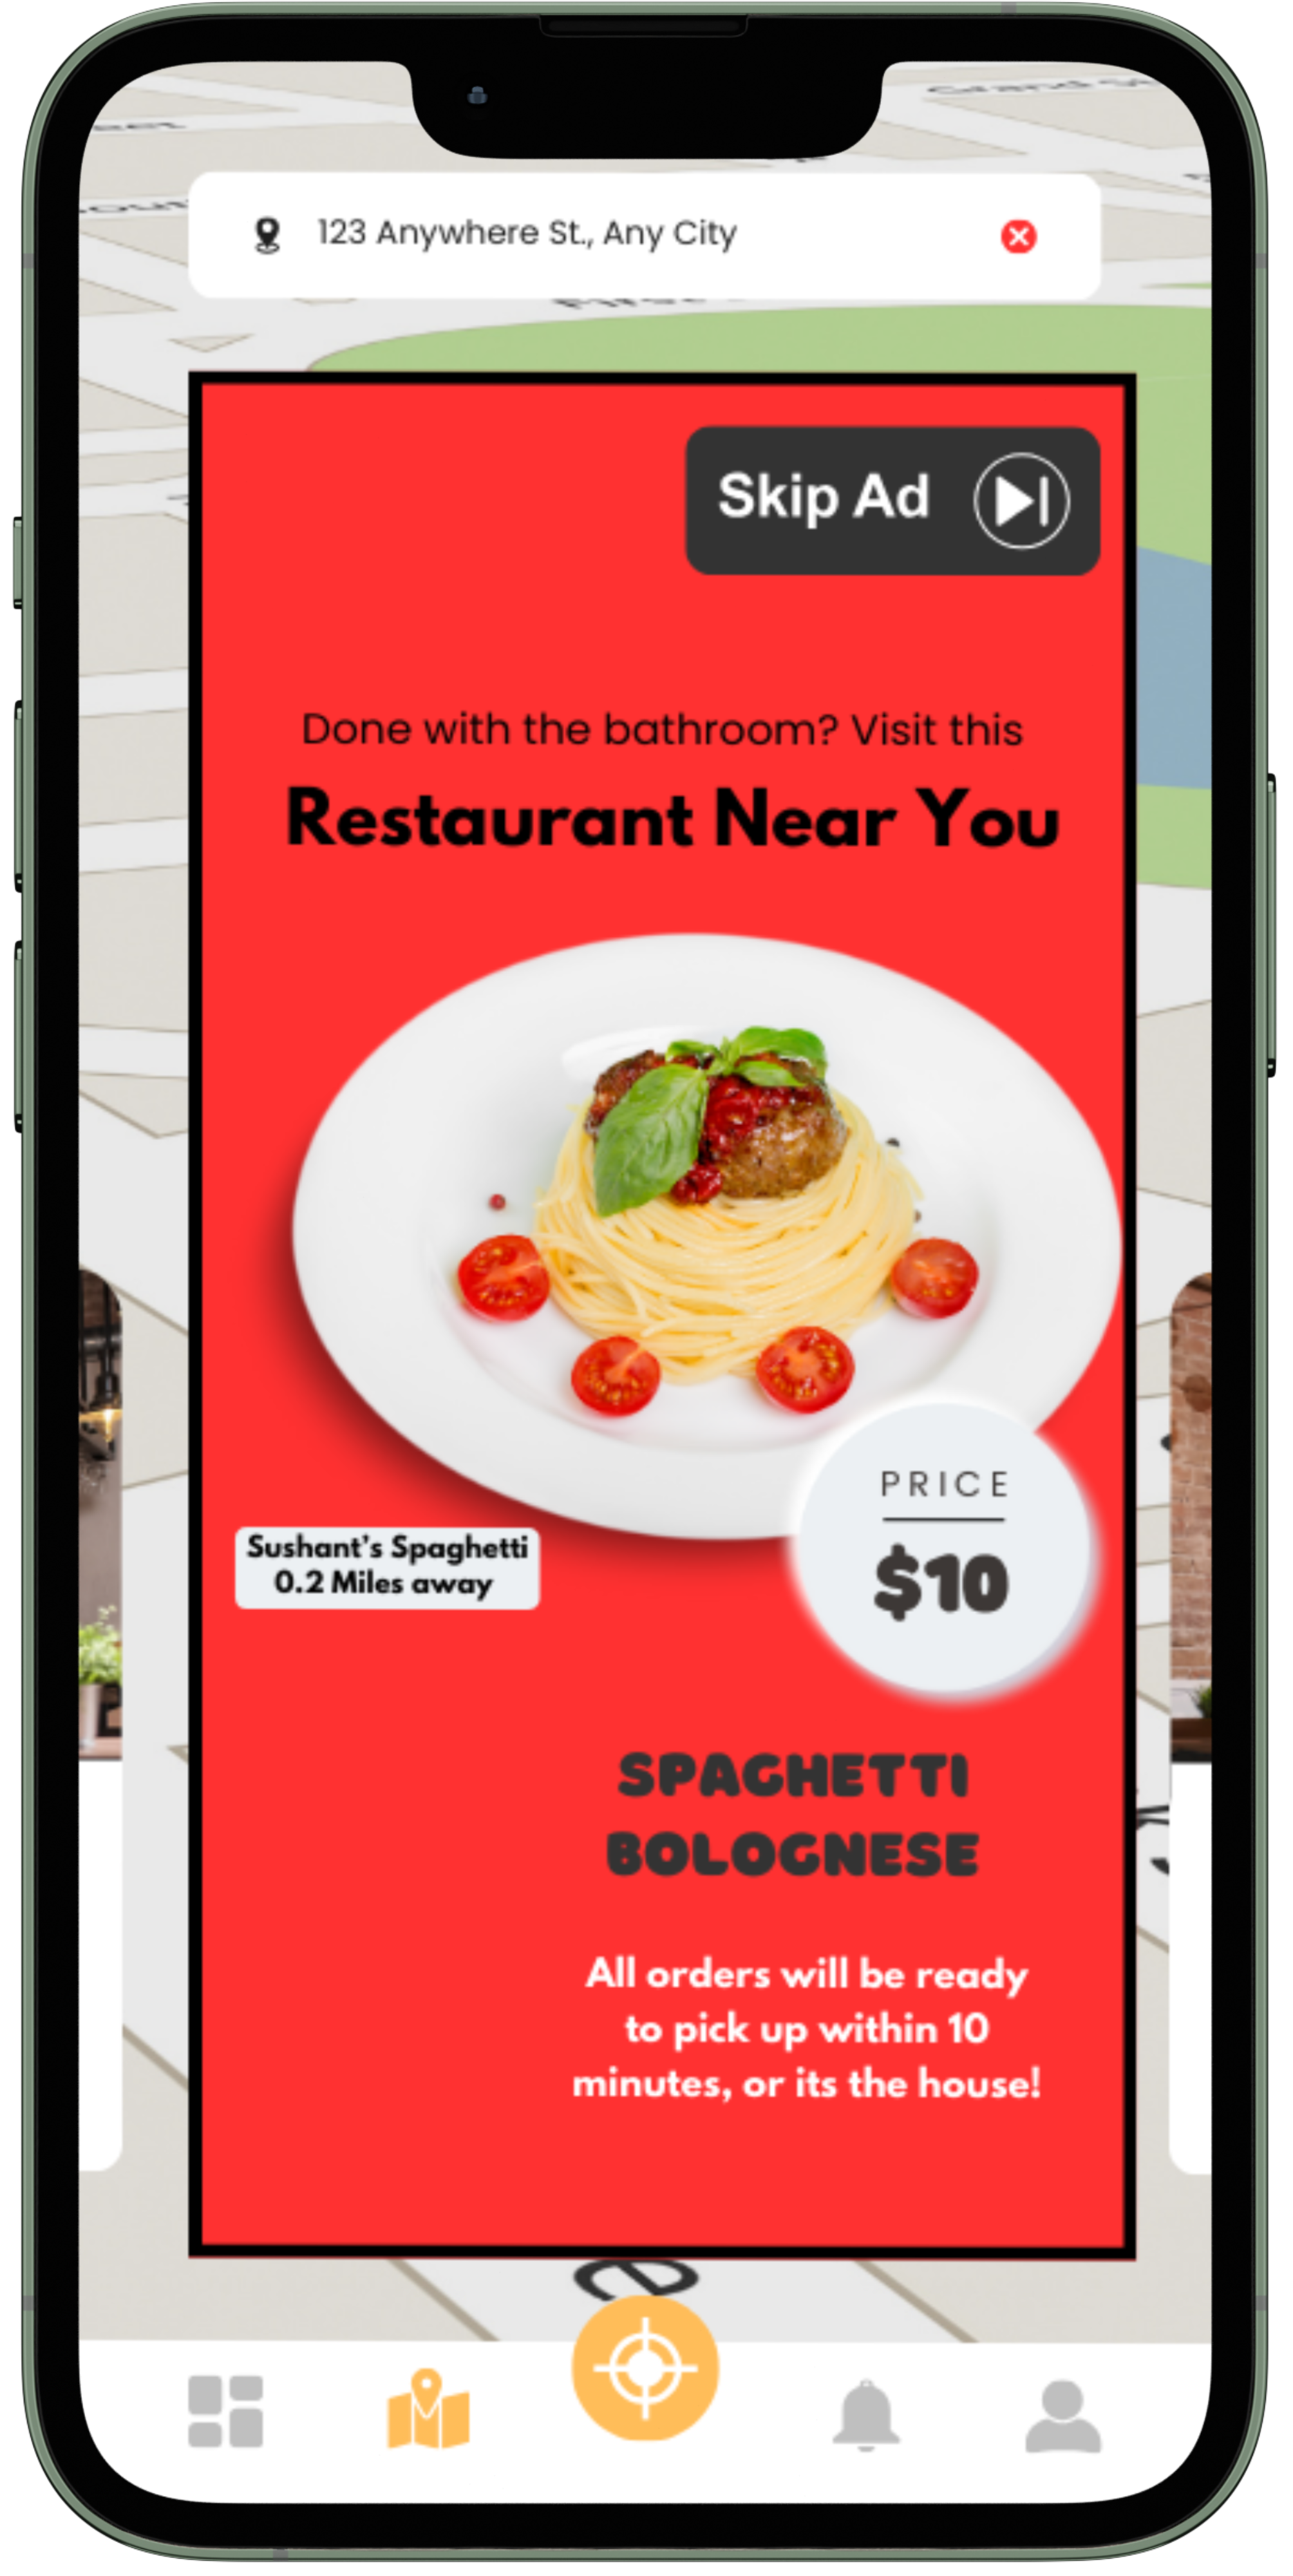 123 Anywhere St., Any City
Skip Ad
Done with the bathroom? Visit this
Restaurant Near You
PRICE
$10
Sushant's Spaghetti
0.2 Miles away
SPAGHETTI
BOLOGNESE
All orders will be ready
to pick up within 10
minutes, or its the house!